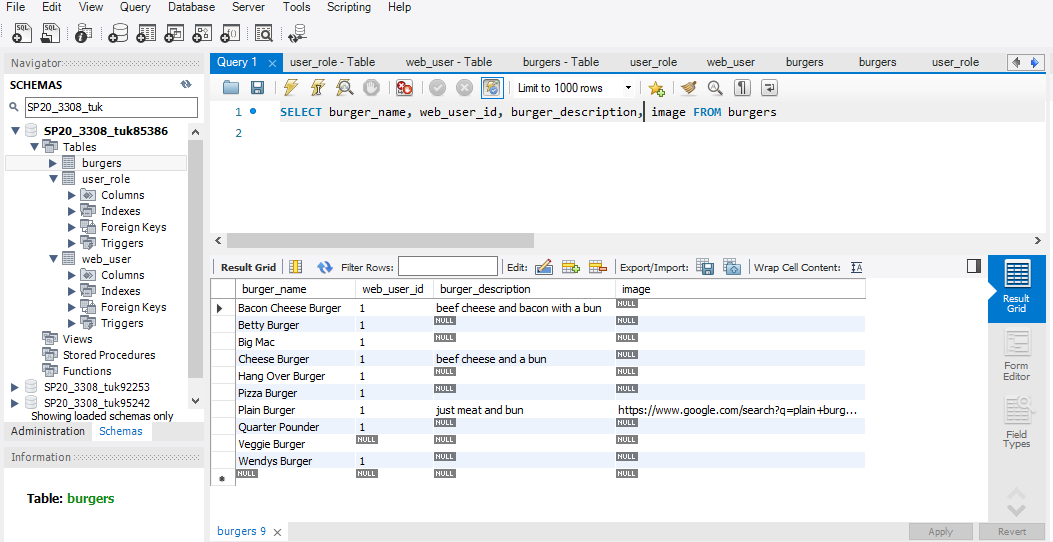 File Edit View Query Database Server Tools Scripting Help
Navigator
SCHEMAS
SP20_3308_tuk
SP20_3308_tuk85386
Tables
burgers
user_role
Columns
Indexes
Foreign Keys
Triggers
web_user
Columns
Indexes
Foreign Keys
Triggers
Views
Stored Procedures
Functions
SP20_3308_tuk92253
SP20_3308_tuk95242
Showing loaded schemas only
Administration Schemas
Information
Table: burgers
Query 1 user_role - Table web_user - Table burgers - Table user_role web_user burgers burgers user_role
Limit to 1000 rows
1 SELECT burger_name, web_user_id, burger_description, image FROM burgers
2
Result Grid Filter Rows: Edit: Export/Import: Wrap Cell Content: IA
burger_name web_user_id burger_description image
Bacon Cheese Burger 1 beef cheese and bacon with a bun NULL
Betty Burger 1 NULL NULL
Big Mac 1 NULL NULL
Cheese Burger 1 beef cheese and a bun NULL
Hang Over Burger 1 NULL NULL
Pizza Burger 1 NULL NULL
Plain Burger 1 just meat and bun https://www.google.com/search?q=plain+burg...
Quarter Pounder 1 NULL NULL
Veggie Burger NULL NULL NULL
Wendys Burger 1 NULL NULL
NULL NULL NULL NULL
Result
Grid
Form
Editor
Field
Types
burgers 9 Apply Revert